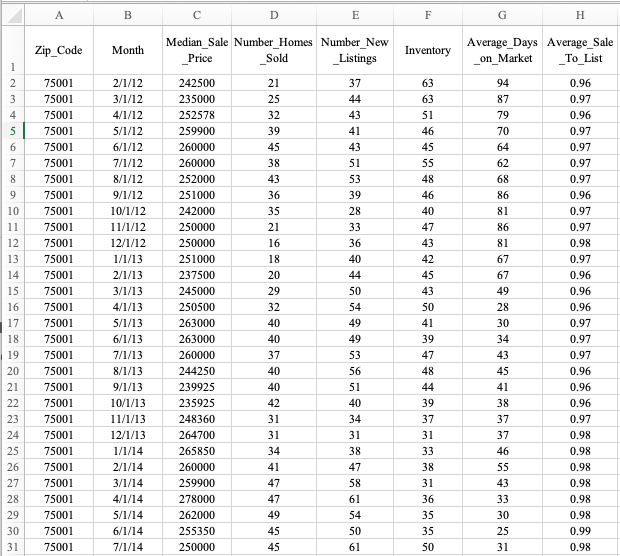 A B C D E F G H
1 Zip_Code Month Median_Sale_Price Number_Homes_Sold Number_New_Listings Inventory Average_Days_on_Market Average_Sale_To_List
2 75001 2/1/12 242500 21 37 63 94 0.96
3 75001 3/1/12 235000 25 44 63 87 0.97
4 75001 4/1/12 252578 32 43 51 79 0.96
5 75001 5/1/12 259900 39 41 46 70 0.97
6 75001 6/1/12 260000 45 43 45 64 0.97
7 75001 7/1/12 260000 38 51 55 62 0.97
8 75001 8/1/12 252000 43 53 48 68 0.97
9 75001 9/1/12 251000 36 39 46 86 0.96
10 75001 10/1/12 242000 35 28 40 81 0.97
11 75001 11/1/12 250000 21 33 47 86 0.97
12 75001 12/1/12 250000 16 36 43 81 0.98
13 75001 1/1/13 251000 18 40 42 67 0.97
14 75001 2/1/13 237500 20 44 45 67 0.96
15 75001 3/1/13 245000 29 50 43 49 0.96
16 75001 4/1/13 250500 32 54 50 28 0.96
17 75001 5/1/13 263000 40 49 41 30 0.97
18 75001 6/1/13 263000 40 49 39 34 0.97
19 75001 7/1/13 260000 37 53 47 43 0.97
20 75001 8/1/13 244250 40 56 48 45 0.96
21 75001 9/1/13 239925 40 51 44 41 0.96
22 75001 10/1/13 235925 42 40 39 38 0.96
23 75001 11/1/13 248360 31 34 37 37 0.97
24 75001 12/1/13 264700 31 31 31 37 0.98
25 75001 1/1/14 265850 34 38 33 46 0.98
26 75001 2/1/14 260000 41 47 38 55 0.98
27 75001 3/1/14 259900 47 58 31 43 0.98
28 75001 4/1/14 278000 47 61 36 33 0.98
29 75001 5/1/14 262000 49 54 35 30 0.98
30 75001 6/1/14 255350 45 50 35 25 0.99
31 75001 7/1/14 250000 45 61 50 31 0.98